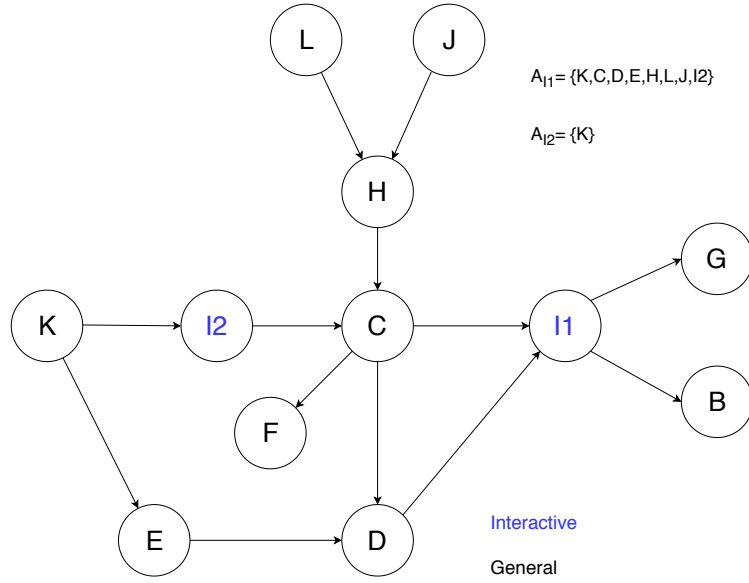 L
J
A_I1= {K,C,D,E,H,L,J,I2}
A_I2= {K}
H
G
K
I2
C
I1
B
F
E
D
Interactive
General